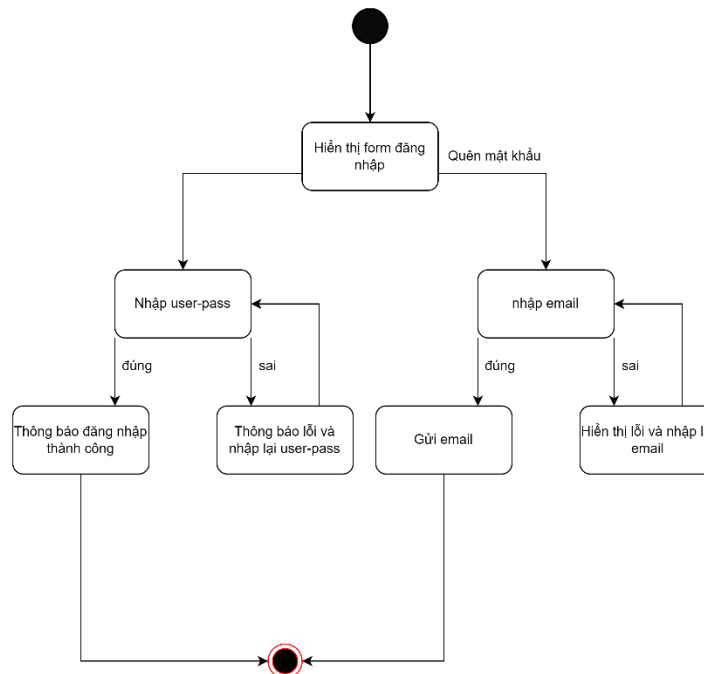 Hiển thị form đăng
nhập
Quên mật khẩu
Nhập user-pass
nhập email
đúng
sai
đúng
sai
Thông báo đăng nhập
thành công
Thông báo lỗi và
nhập lại user-pass
Gửi email
Hiển thị lỗi và nhập
email